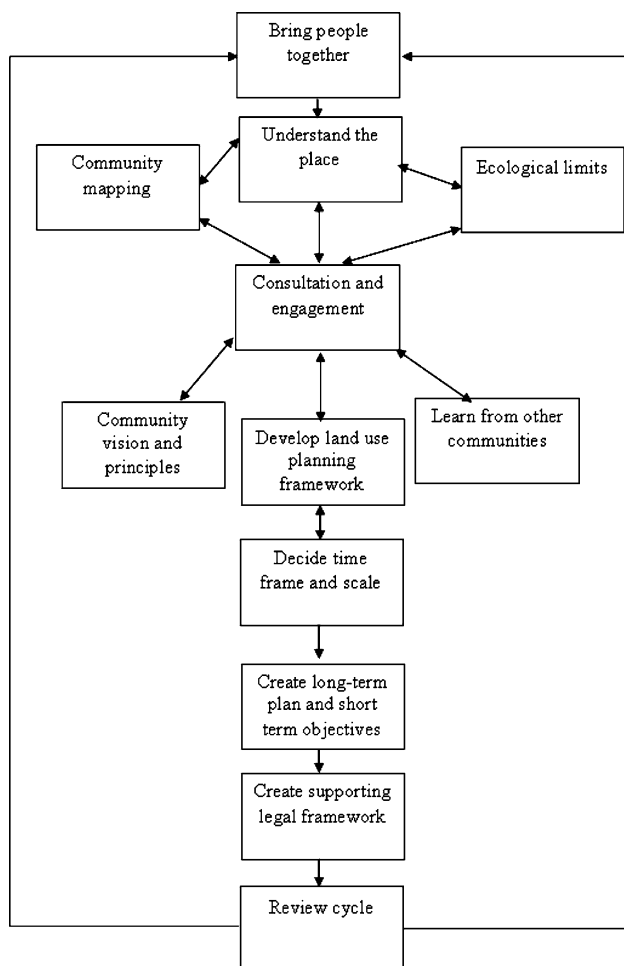 Bring people
together
Understand the
place
Community
mapping
Ecological limits
Consultation and
engagement
Community
vision and
principles
Develop land use
planning
framework
Learn from other
communities
Decide time
frame and scale
Create long-term
plan and short
term objectives
Create supporting
legal framework
Review cycle